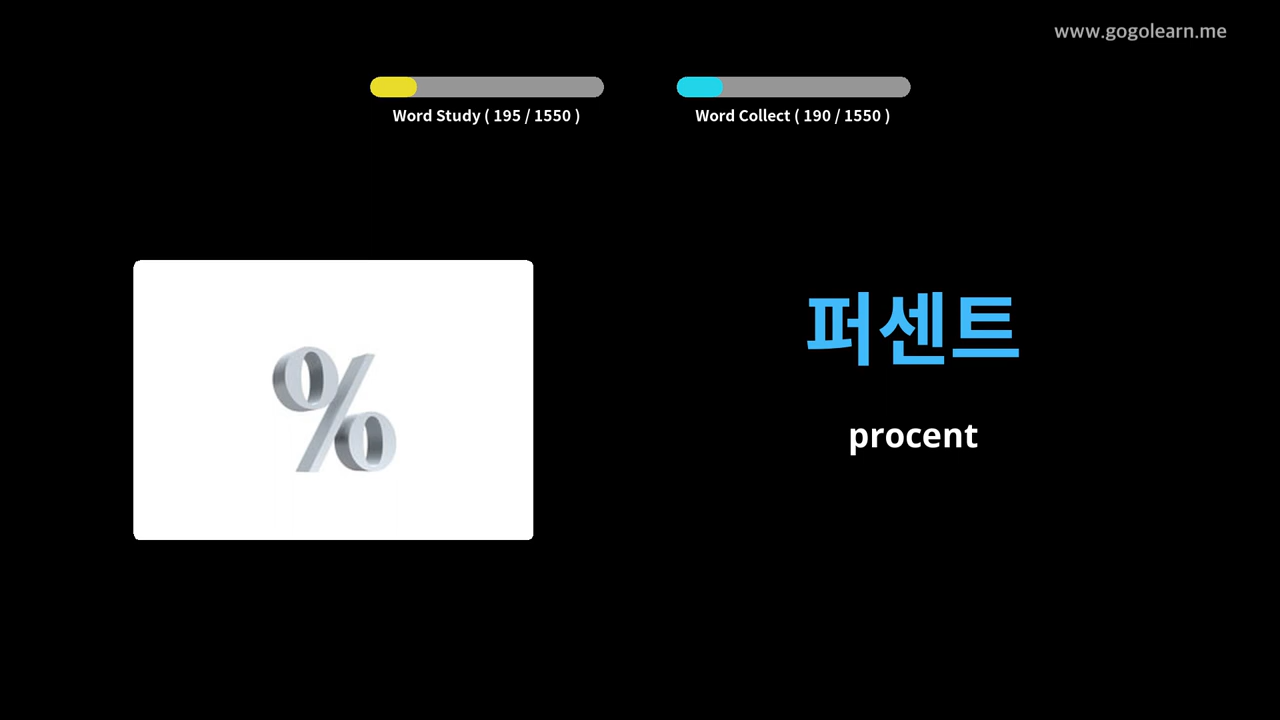 www.gogolearn.me
Word Study ( 195 / 1550 )
Word Collect ( 190 / 1550 )
%
퍼센트
procent